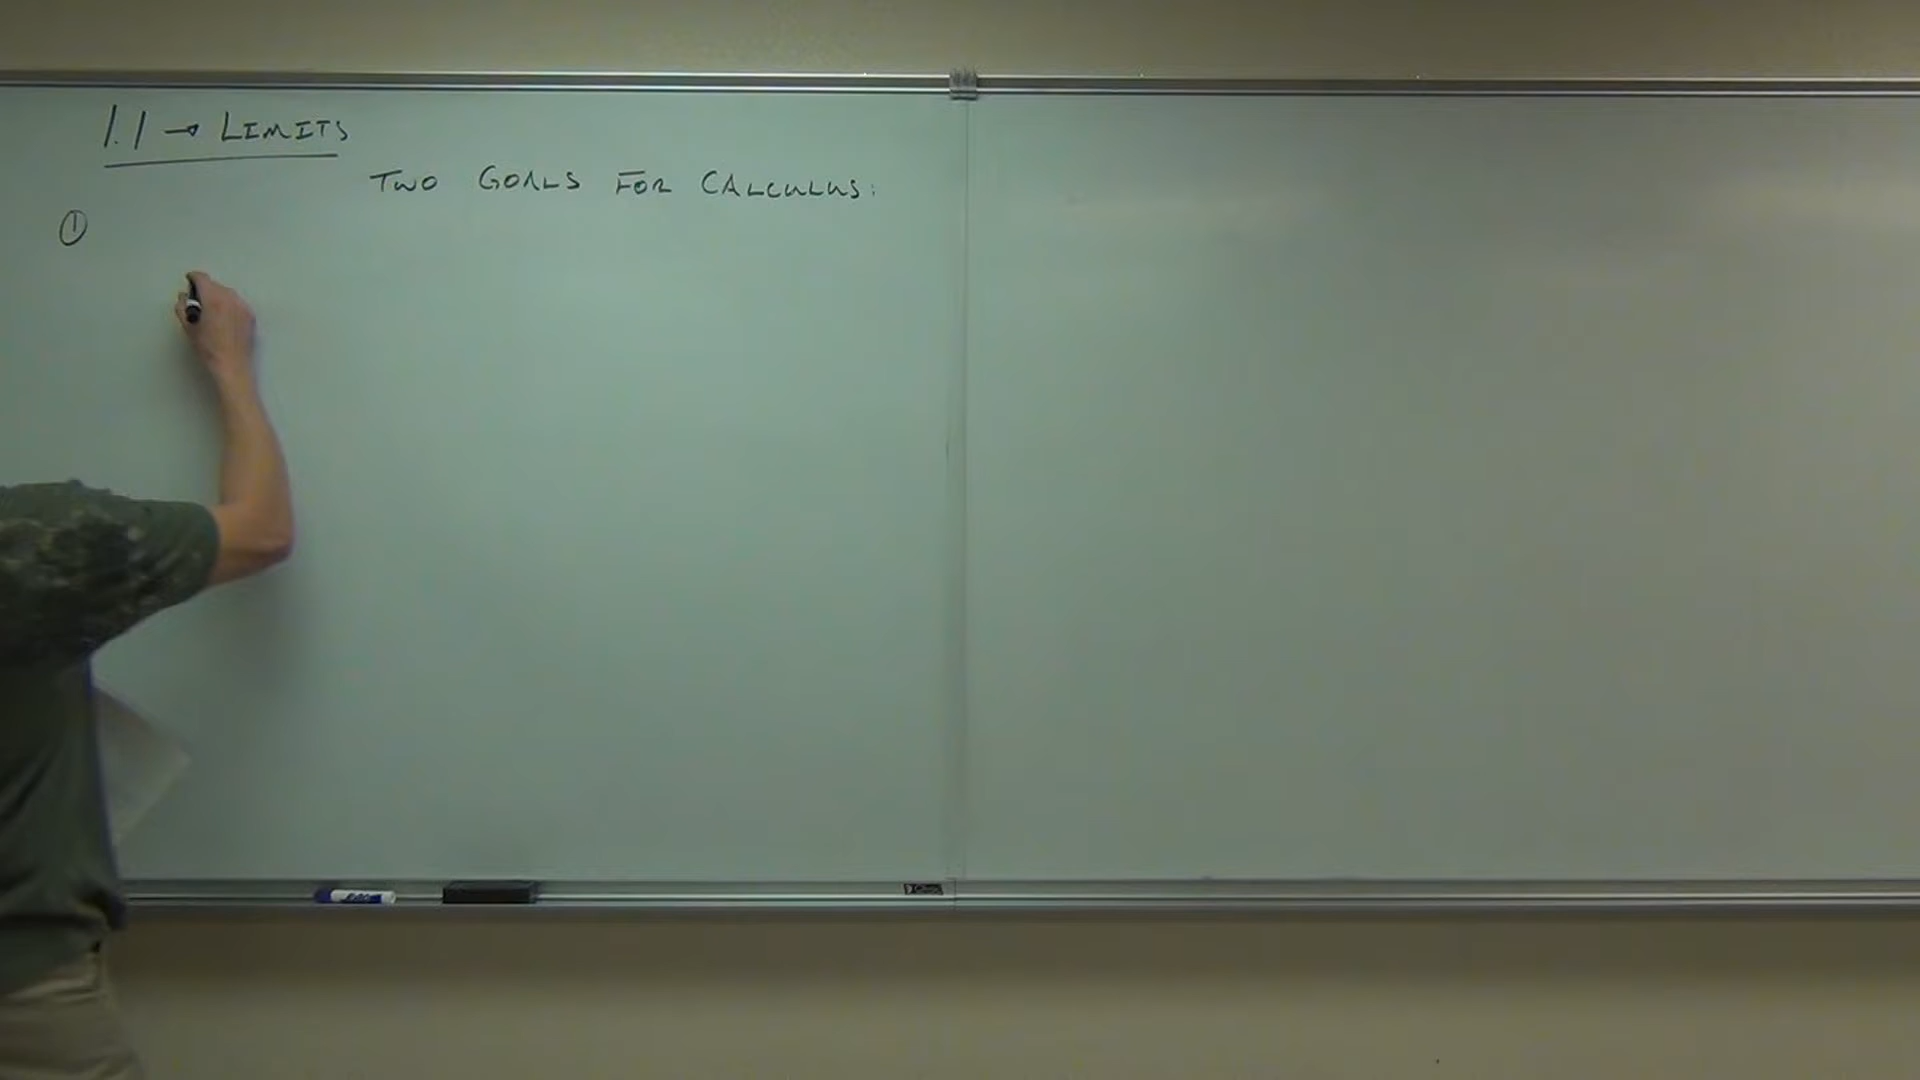 1.1 → LIMITS
TWO GOALS FOR CALCULUS:
①